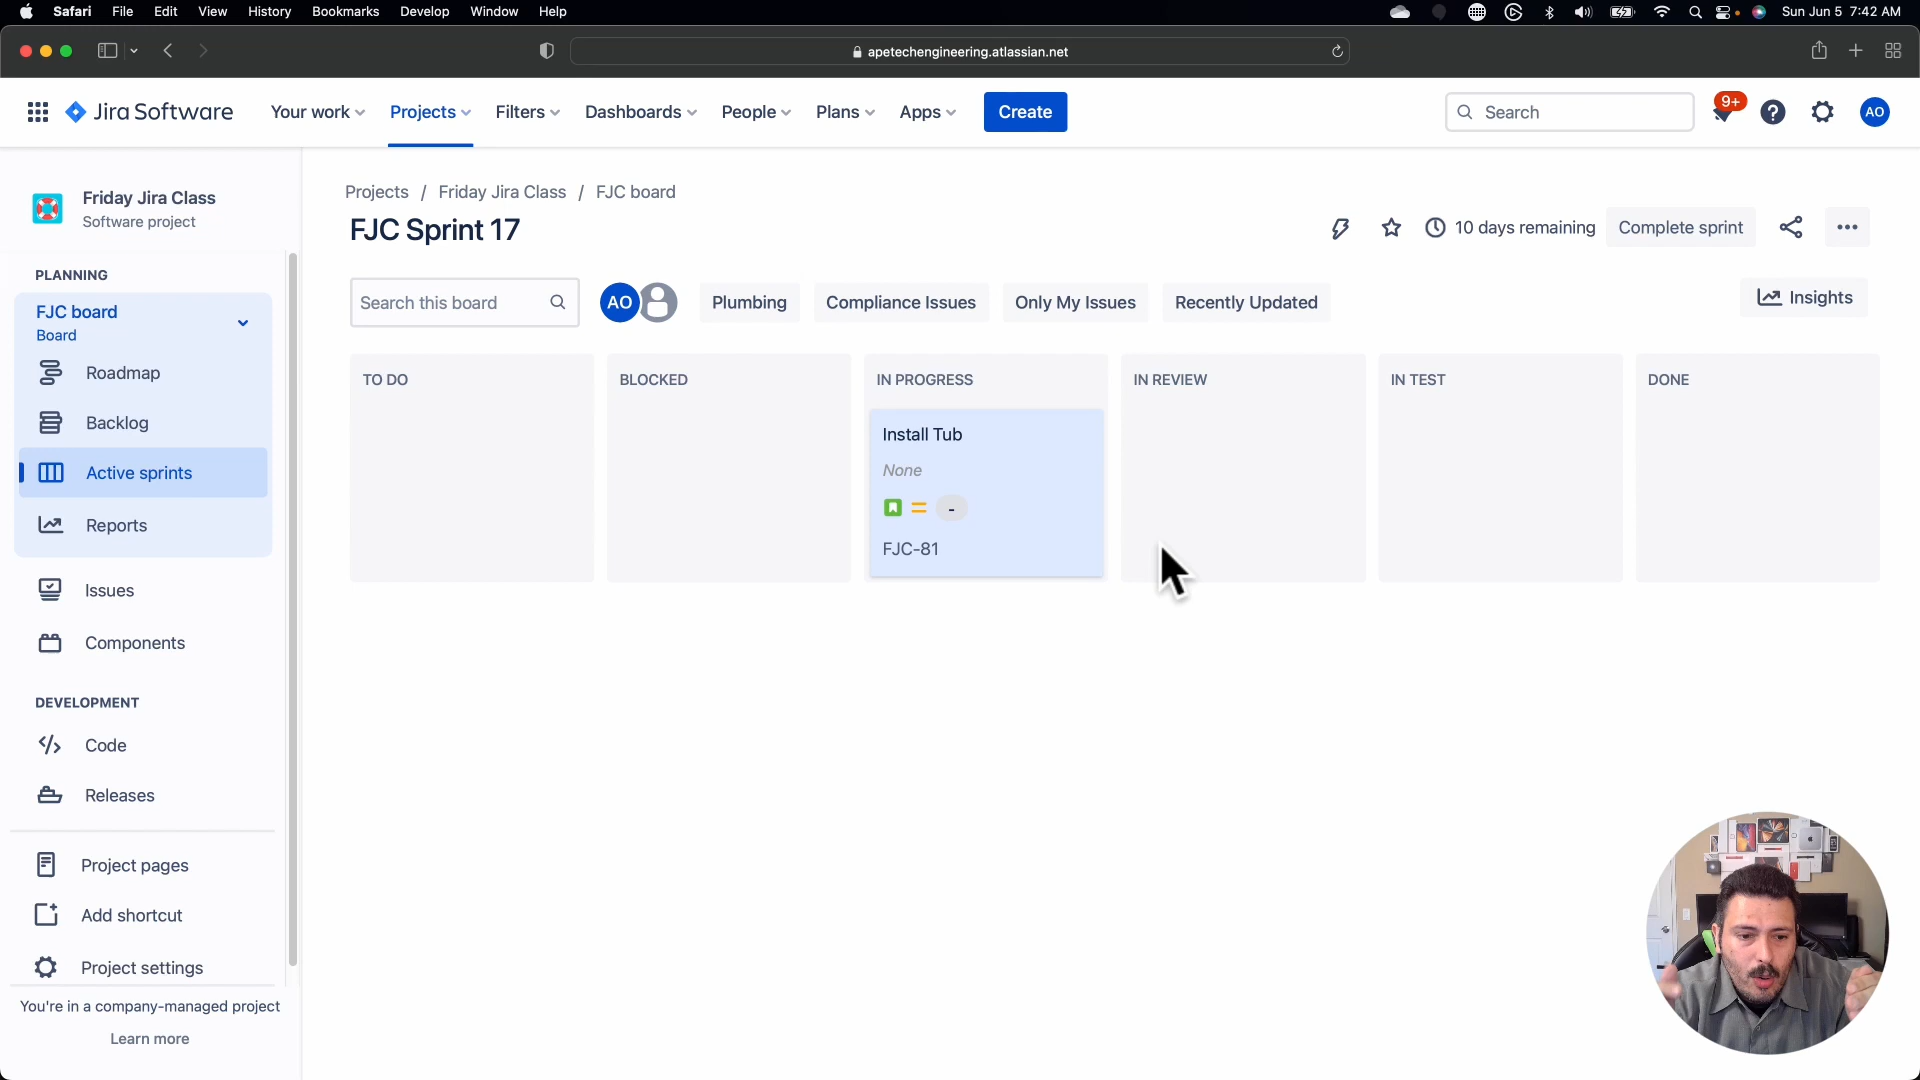 Safari File Edit View History Bookmarks Develop Window Help Sun Jun 5 7:42 AM
apetechengineering.atlassian.net
Jira Software Your work Projects Filters Dashboards People Plans Apps Create Search 9+ AO
Friday Jira Class
Software project
PLANNING
FJC board
Board
Roadmap
Backlog
Active sprints
Reports
Issues
Components
DEVELOPMENT
Code
Releases
Project pages
Add shortcut
Project settings
You're in a company-managed project
Learn more
Projects / Friday Jira Class / FJC board
FJC Sprint 17
10 days remaining Complete sprint
Search this board AO Plumbing Compliance Issues Only My Issues Recently Updated Insights
TO DO BLOCKED IN PROGRESS IN REVIEW IN TEST DONE
Install Tub
None
-
FJC-81